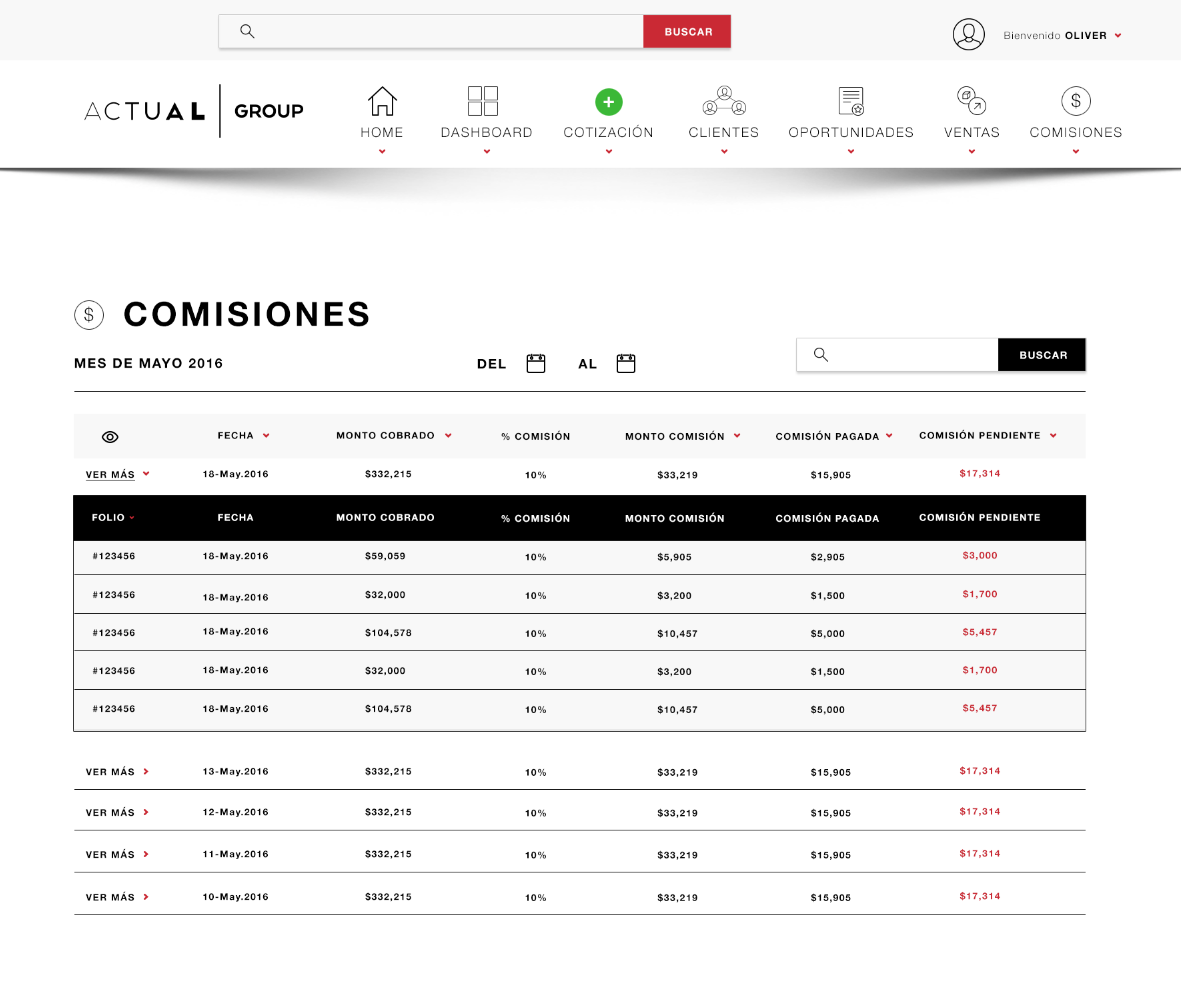 BUSCAR
Bienvenido OLIVER
ACTUAL GROUP
HOME DASHBOARD COTIZACIÓN CLIENTES OPORTUNIDADES VENTAS COMISIONES
$ COMISIONES
MES DE MAYO 2016 DEL AL BUSCAR
FECHA MONTO COBRADO % COMISIÓN MONTO COMISIÓN COMISIÓN PAGADA COMISIÓN PENDIENTE
VER MÁS 18-May.2016 $332,215 10% $33,219 $15,905 $17,314
FOLIO FECHA MONTO COBRADO % COMISIÓN MONTO COMISIÓN COMISIÓN PAGADA COMISIÓN PENDIENTE
#123456 18-May.2016 $59,059 10% $5,905 $2,905 $3,000
#123456 18-May.2016 $32,000 10% $3,200 $1,500 $1,700
#123456 18-May.2016 $104,578 10% $10,457 $5,000 $5,457
#123456 18-May.2016 $32,000 10% $3,200 $1,500 $1,700
#123456 18-May.2016 $104,578 10% $10,457 $5,000 $5,457
VER MÁS 13-May.2016 $332,215 10% $33,219 $15,905 $17,314
VER MÁS 12-May.2016 $332,215 10% $33,219 $15,905 $17,314
VER MÁS 11-May.2016 $332,215 10% $33,219 $15,905 $17,314
VER MÁS 10-May.2016 $332,215 10% $33,219 $15,905 $17,314